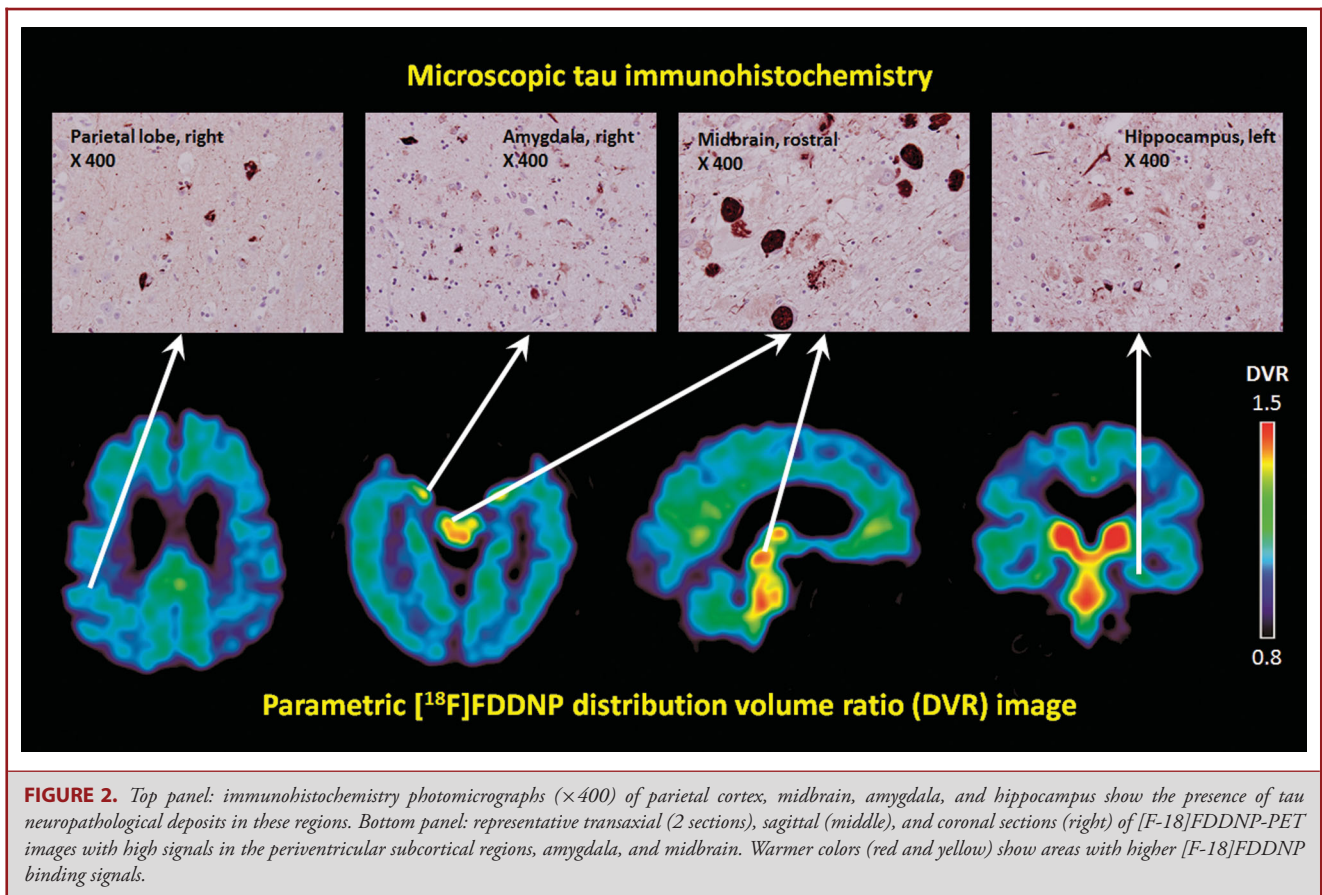 Microscopic tau immunohistochemistry
Parietal lobe, right
X 400
Amygdala, right
X 400
Midbrain, rostral
X 400
Hippocampus, left
X 400
DVR
1.5
0.8
Parametric [¹⁸F]FDDNP distribution volume ratio (DVR) image
FIGURE 2. Top panel: immunohistochemistry photomicrographs (×400) of parietal cortex, midbrain, amygdala, and hippocampus show the presence of tau
neuropathological deposits in these regions. Bottom panel: representative transaxial (2 sections), sagittal (middle), and coronal sections (right) of [F-18]FDDNP-PET
images with high signals in the periventricular subcortical regions, amygdala, and midbrain. Warmer colors (red and yellow) show areas with higher [F-18]FDDNP
binding signals.